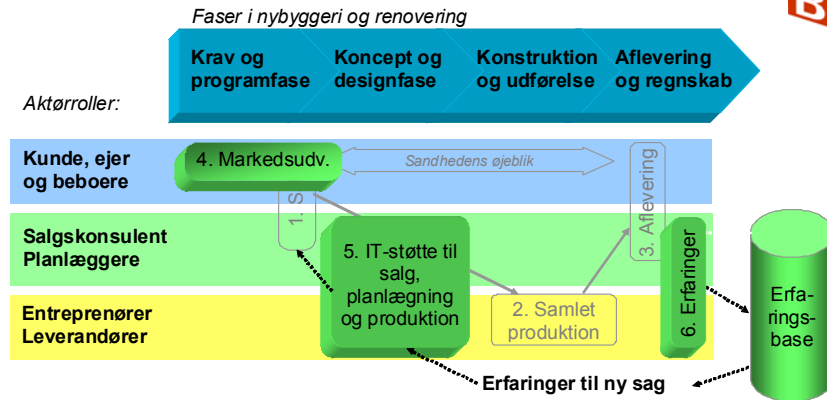 Faser i nybyggeri og renovering
B
Krav og
programfase
Koncept og
designfase
Konstruktion
og udførelse
Aflevering
og regnskab
Aktørroller:
Kunde, ejer
og beboere
4. Markedsudv.
Sandhedens øjeblik
1. S
3. Aflevering
Salgskonsulent
Planlæggere
5. IT-støtte til
salg,
planlægning
og produktion
6. Erfaringer
Entreprenører
Leverandører
2. Samlet
produktion
Erfa-
rings-
base
Erfaringer til ny sag